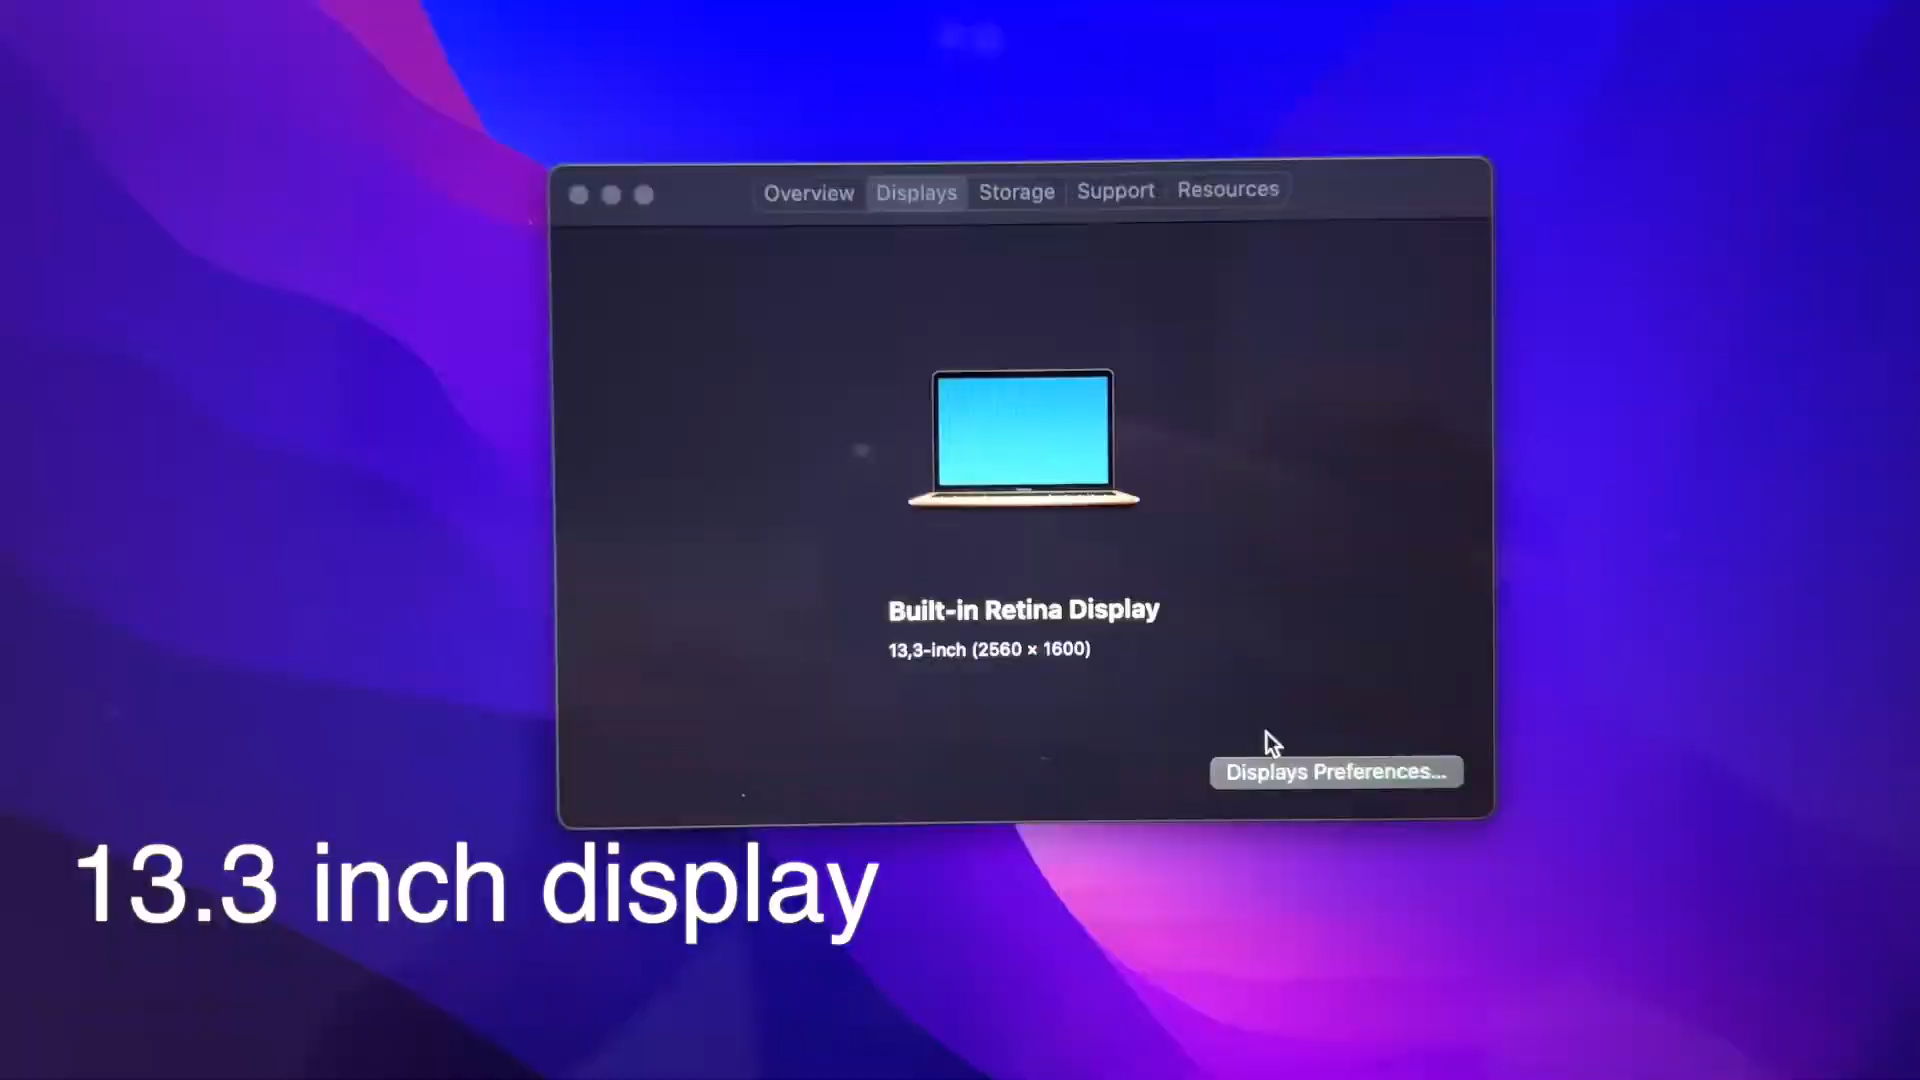 Overview Displays Storage Support Resources
Built-in Retina Display
13,3-inch (2560 × 1600)
Displays Preferences...
13.3 inch display